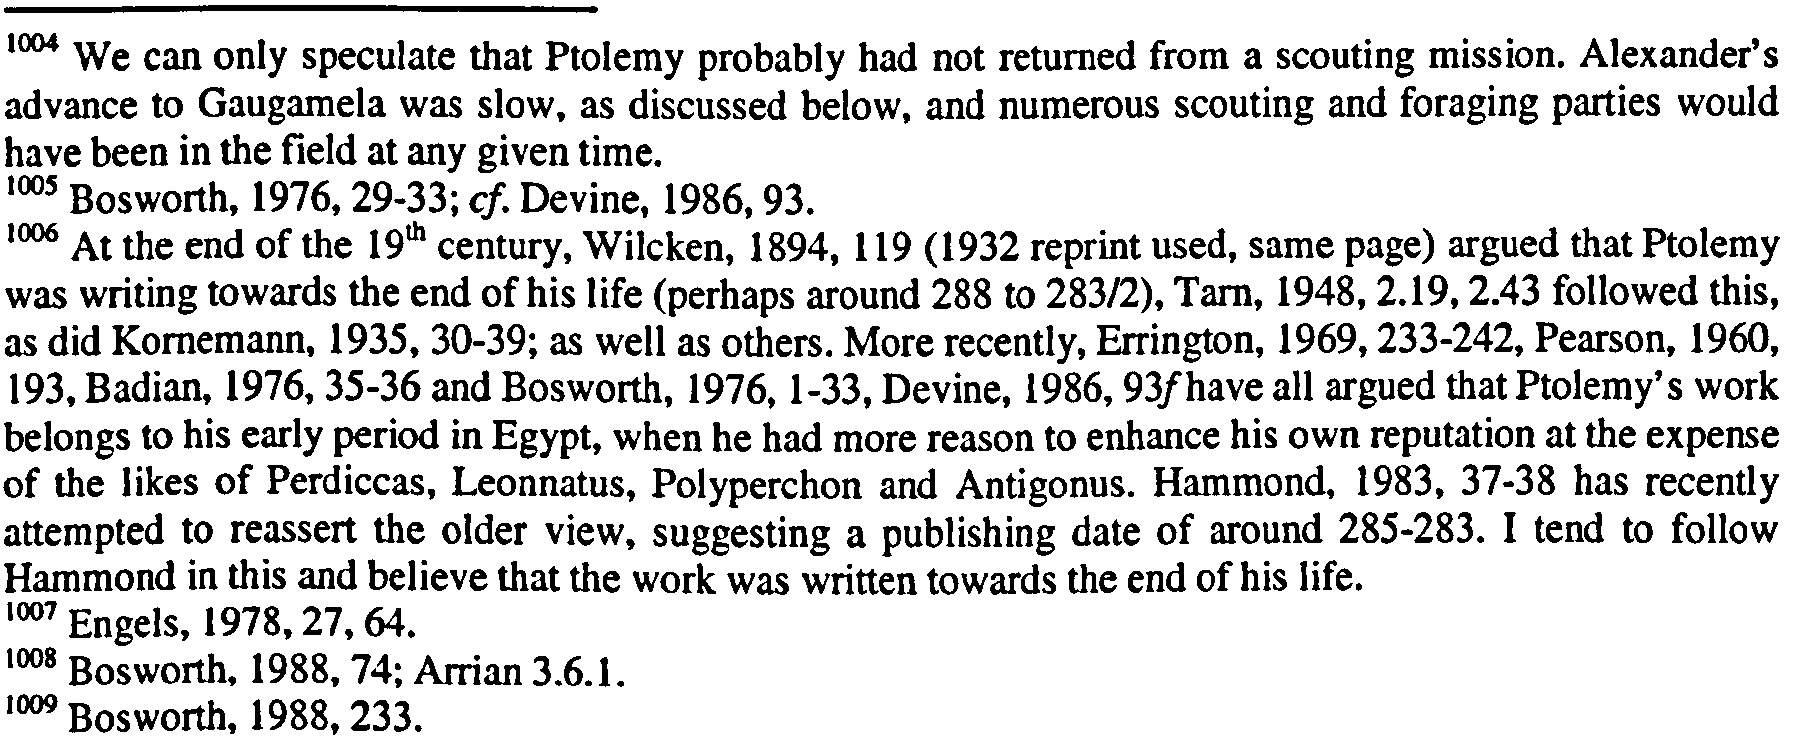 1004 We can only speculate that Ptolemy probably had not returned from a scouting mission. Alexander's
advance to Gaugamela was slow, as discussed below, and numerous scouting and foraging parties would
have been in the field at any given time.
1005 Bosworth, 1976, 29-33; cf. Devine, 1986, 93.
1006 At the end of the 19th century, Wilcken, 1894, 119 (1932 reprint used, same page) argued that Ptolemy
was writing towards the end of his life (perhaps around 288 to 283/2), Tarn, 1948, 2.19, 2.43 followed this,
as did Kornemann, 1935, 30-39; as well as others. More recently, Errington, 1969, 233-242, Pearson, 1960,
193, Badian, 1976, 35-36 and Bosworth, 1976, 1-33, Devine, 1986, 93f have all argued that Ptolemy's work
belongs to his early period in Egypt, when he had more reason to enhance his own reputation at the expense
of the likes of Perdiccas, Leonnatus, Polyperchon and Antigonus. Hammond, 1983, 37-38 has recently
attempted to reassert the older view, suggesting a publishing date of around 285-283. I tend to follow
Hammond in this and believe that the work was written towards the end of his life.
1007 Engels, 1978, 27, 64.
1008 Bosworth, 1988, 74; Arrian 3.6.1.
1009 Bosworth, 1988, 233.